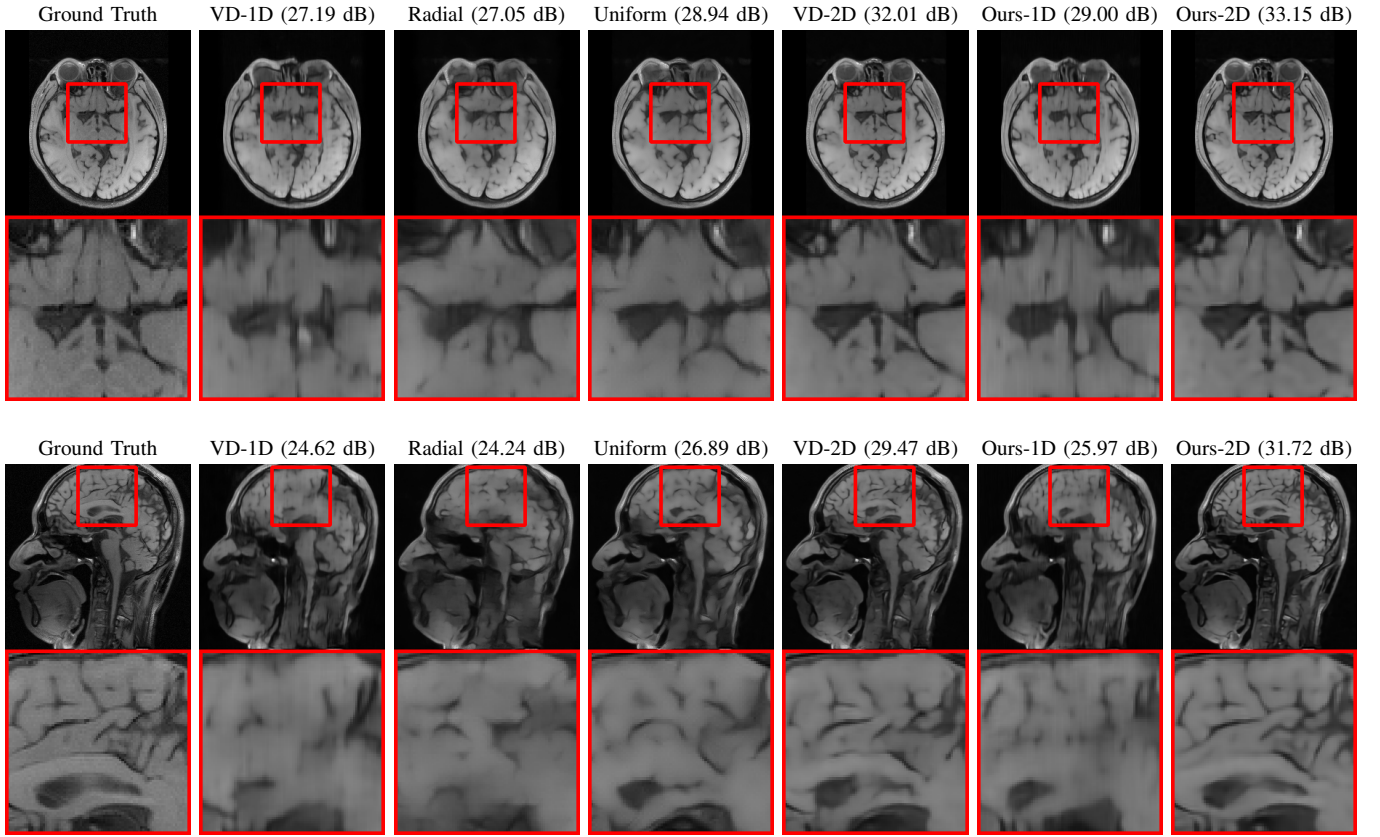 Ground Truth VD-1D (27.19 dB) Radial (27.05 dB) Uniform (28.94 dB) VD-2D (32.01 dB) Ours-1D (29.00 dB) Ours-2D (33.15 dB)
Ground Truth VD-1D (24.62 dB) Radial (24.24 dB) Uniform (26.89 dB) VD-2D (29.47 dB) Ours-1D (25.97 dB) Ours-2D (31.72 dB)